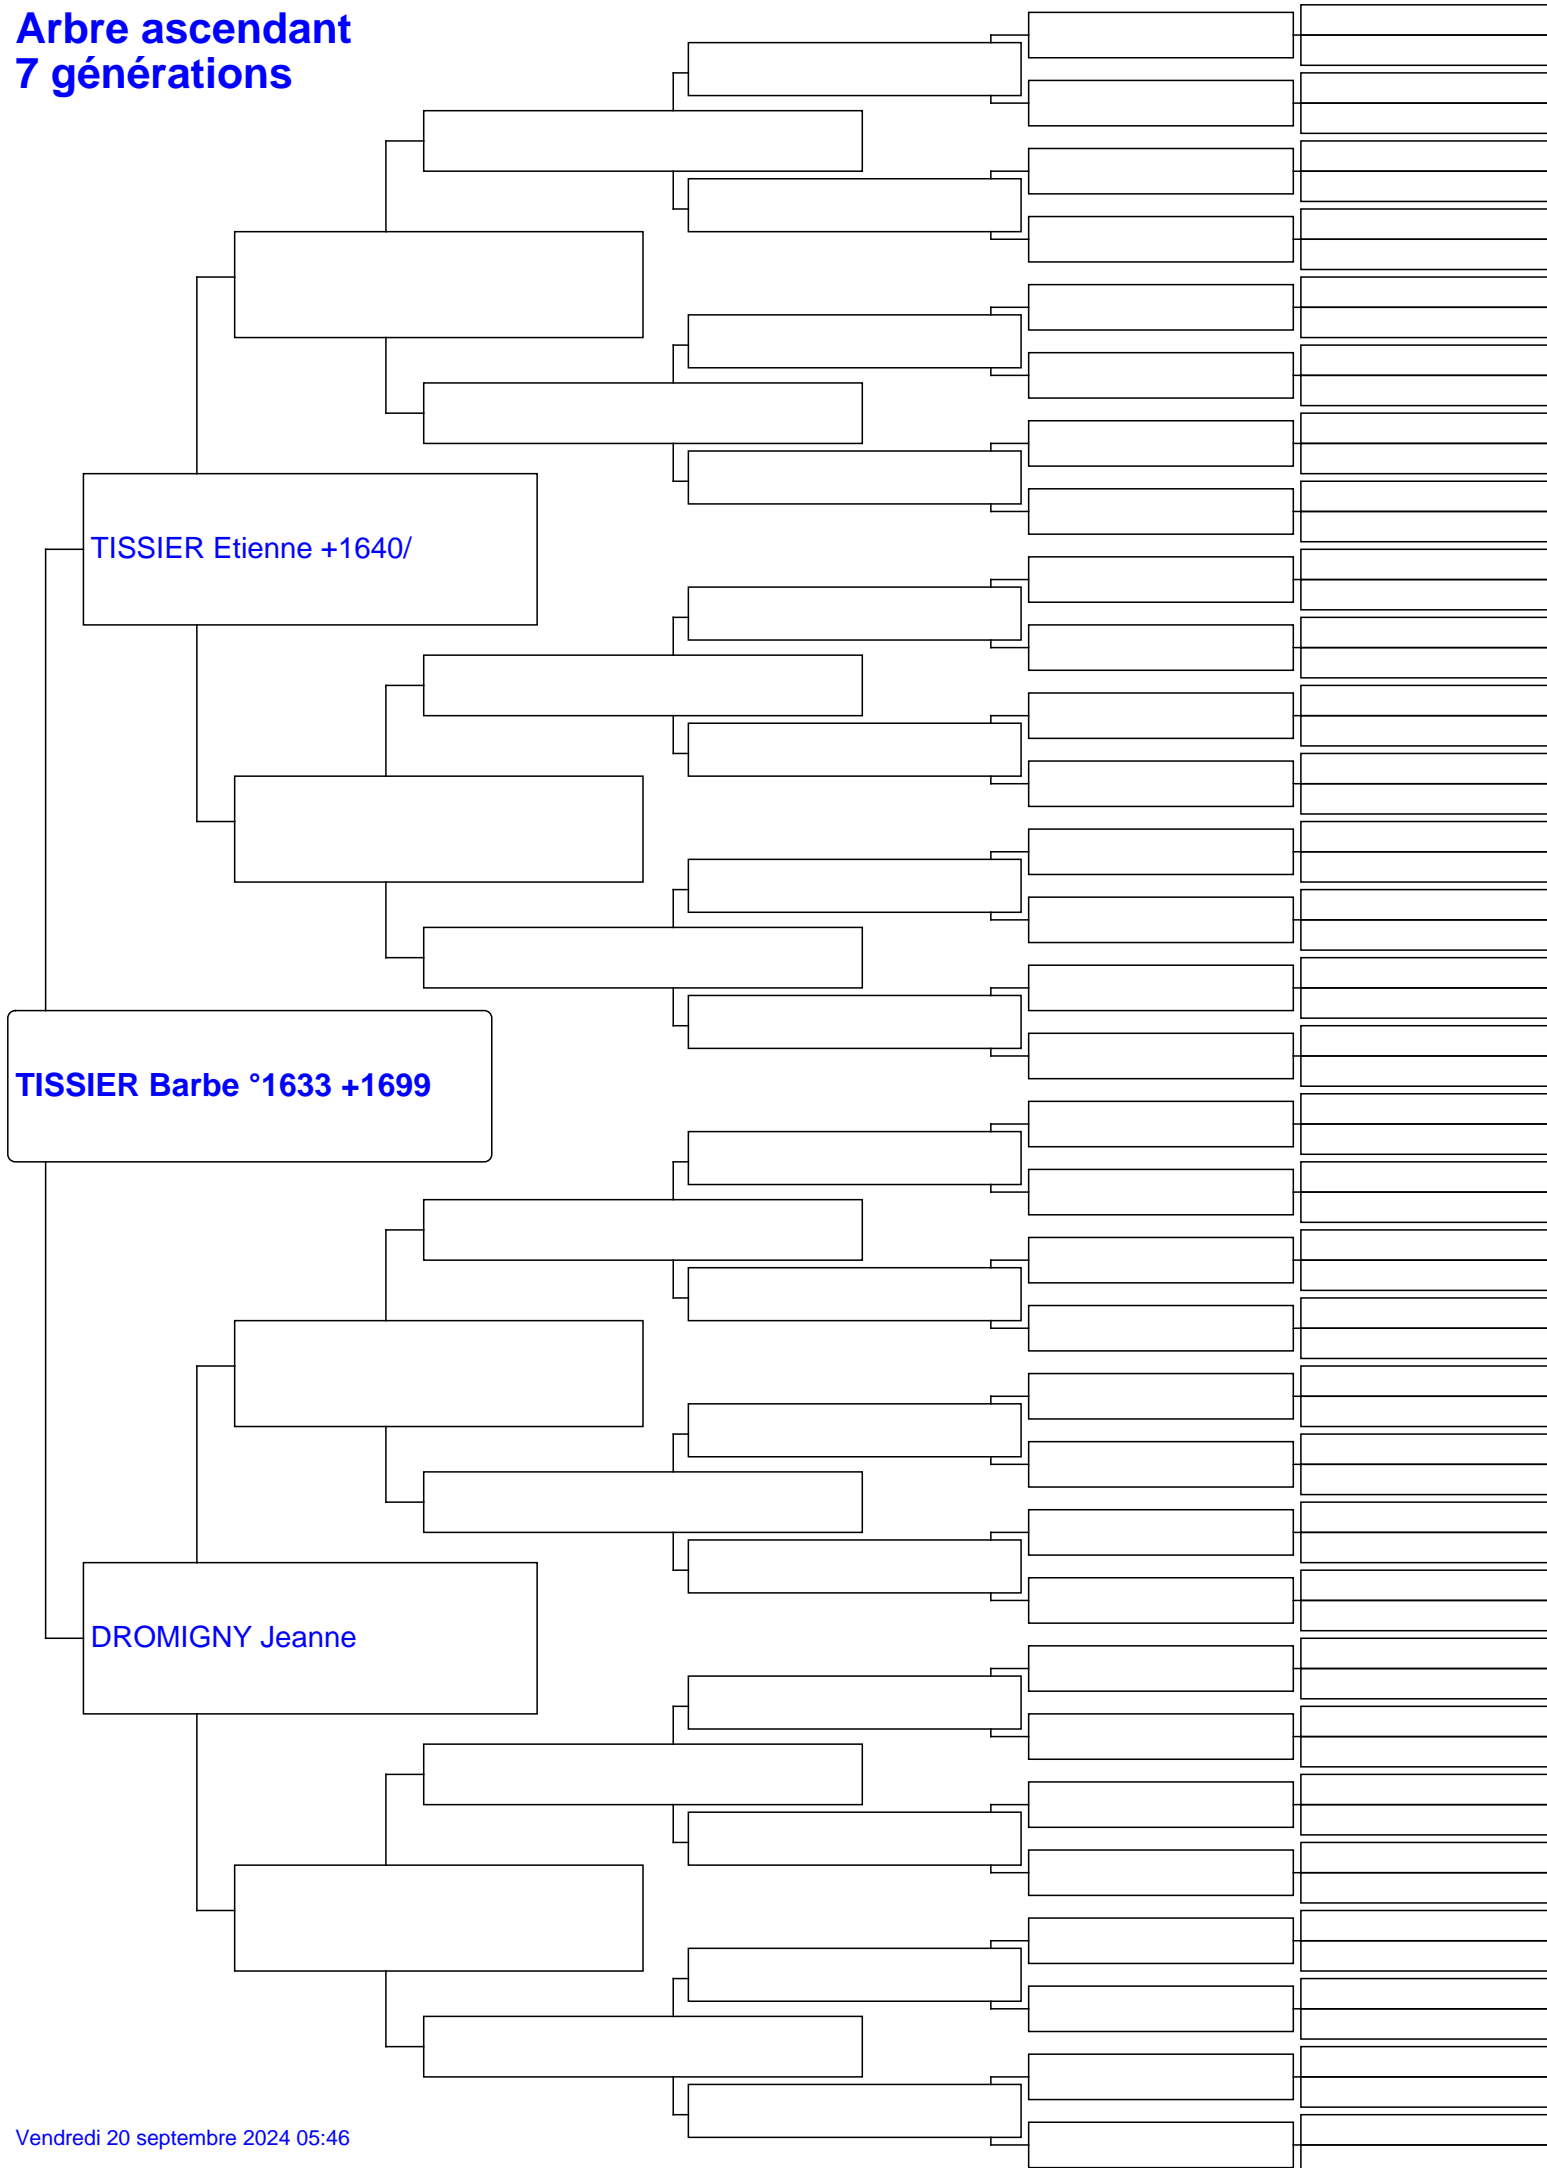 Arbre ascendant
7 générations
TISSIER Etienne +1640/
TISSIER Barbe °1633 +1699
DROMIGNY Jeanne
Vendredi 20 septembre 2024 05:46